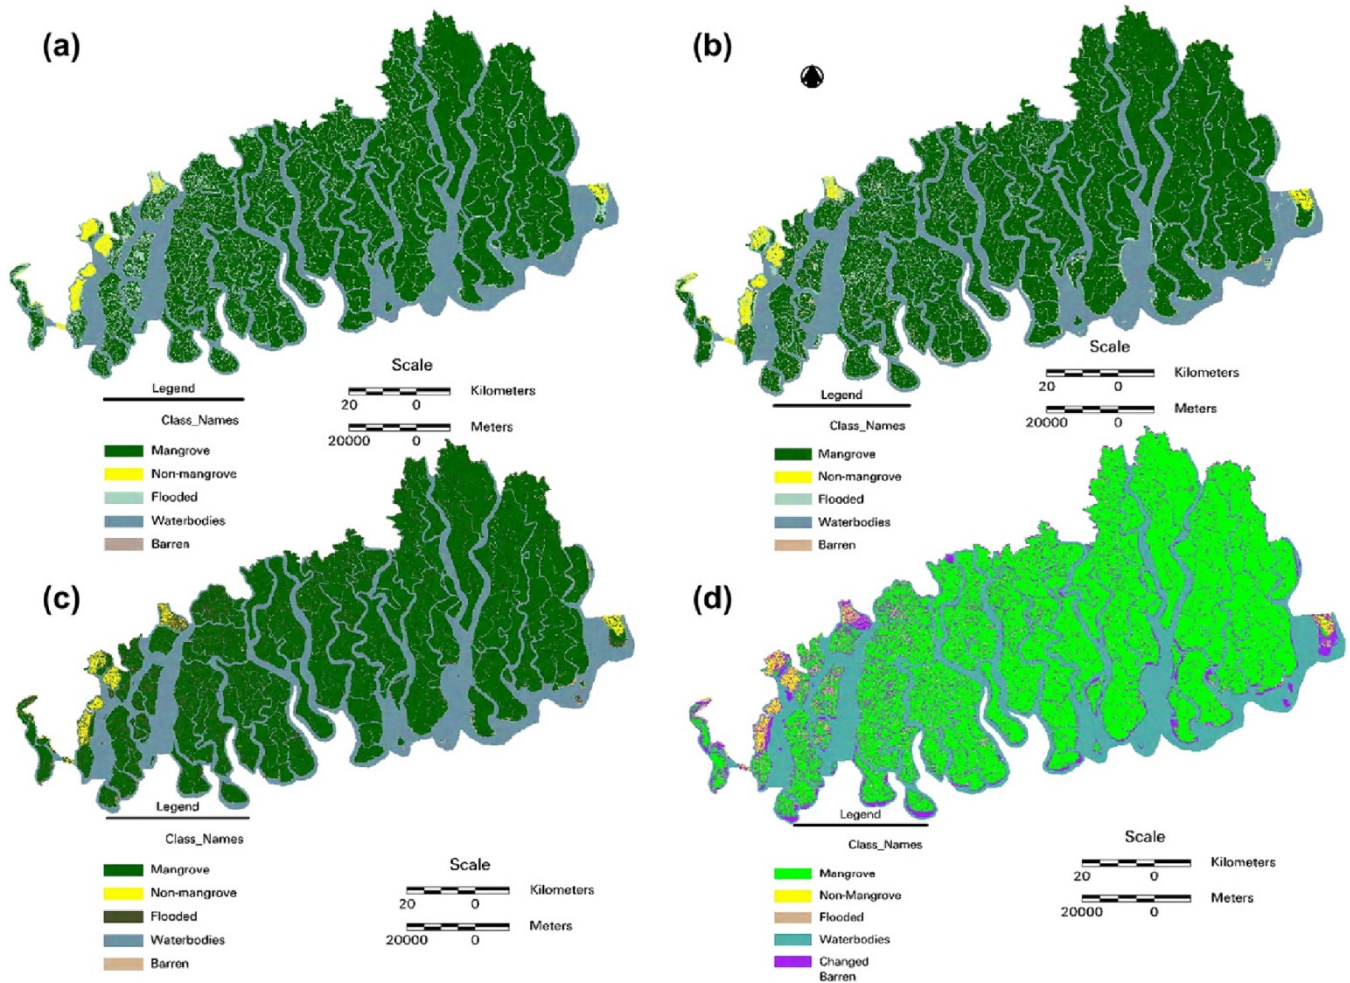 (a)
(b)
Scale
Kilometers
20 0
Meters
20000 0
Legend
Class_Names
Mangrove
Non-mangrove
Flooded
Waterbodies
Barren
Scale
Kilometers
20 0
Meters
20000 0
Legend
Class_Names
Mangrove
Non-mangrove
Flooded
Waterbodies
Barren
(c)
(d)
Legend
Class_Names
Mangrove
Non-mangrove
Flooded
Waterbodies
Barren
Scale
Kilometers
20 0
Meters
20000 0
Legend
Class_Names
Mangrove
Non-Mangrove
Flooded
Waterbodies
Changed
Barren
Scale
Kilometers
20 0
Meters
20000 0